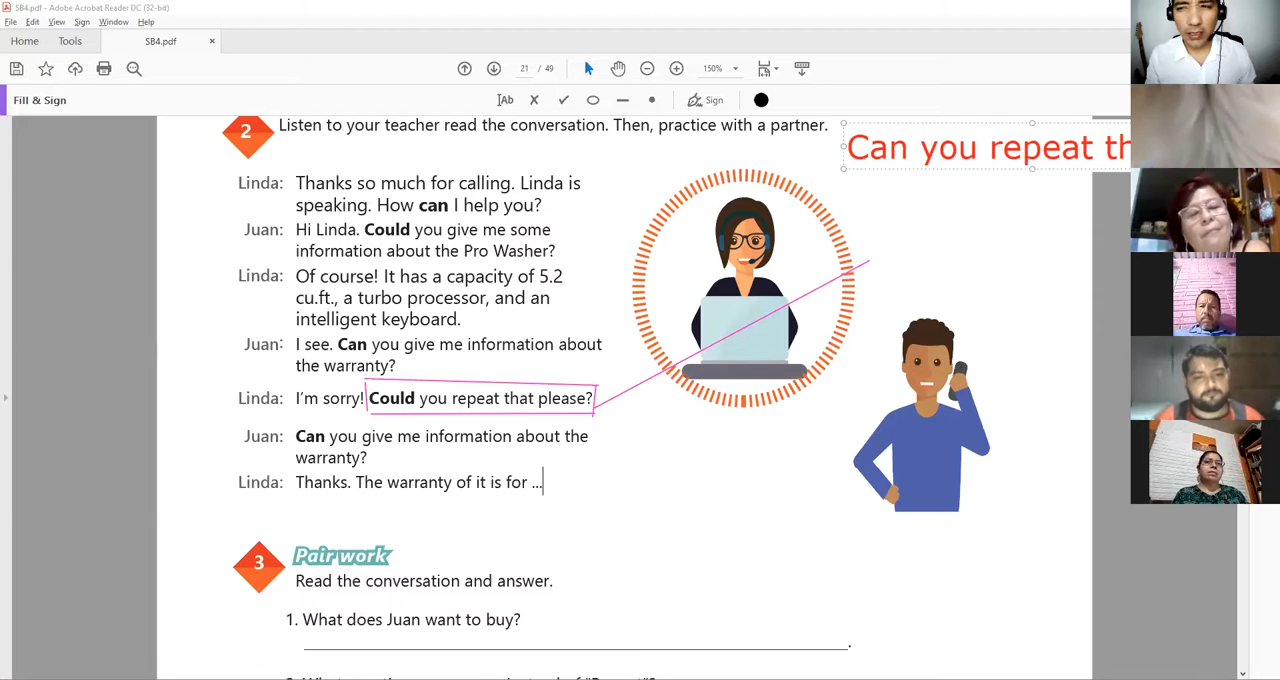 SB4.pdf - Adobe Acrobat Reader DC (32-bit)
File Edit View Sign Window Help
Home Tools SB4.pdf ×
21 / 49 150%
Fill & Sign Ab Sign
2 Listen to your teacher read the conversation. Then, practice with a partner.
Can you repeat th
Linda: Thanks so much for calling. Linda is
speaking. How can I help you?
Juan: Hi Linda. Could you give me some
information about the Pro Washer?
Linda: Of course! It has a capacity of 5.2
cu.ft., a turbo processor, and an
intelligent keyboard.
Juan: I see. Can you give me information about
the warranty?
Linda: I'm sorry! Could you repeat that please?
Juan: Can you give me information about the
warranty?
Linda: Thanks. The warranty of it is for ...
3 Pair work
Read the conversation and answer.
1. What does Juan want to buy?